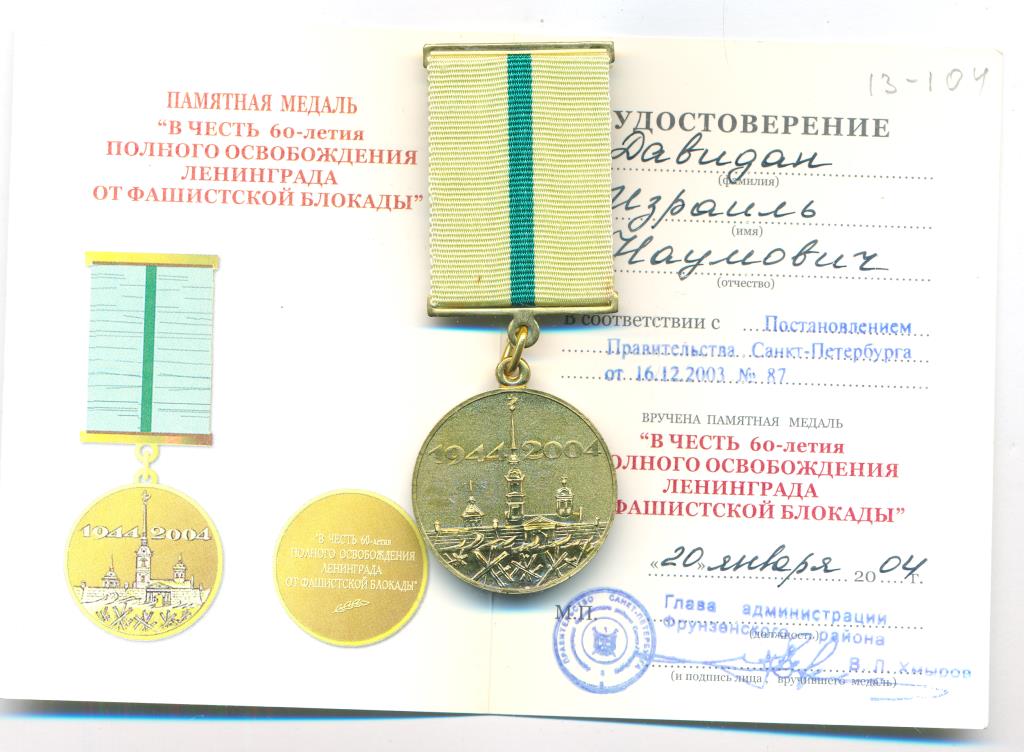 ПАМЯТНАЯ МЕДАЛЬ
“В ЧЕСТЬ 60-летия
ПОЛНОГО ОСВОБОЖДЕНИЯ
ЛЕНИНГРАДА
ОТ ФАШИСТСКОЙ БЛОКАДЫ”
1944 2004
"В ЧЕСТЬ 60-летия
ПОЛНОГО ОСВОБОЖДЕНИЯ
ЛЕНИНГРАДА
ОТ ФАШИСТСКОЙ БЛОКАДЫ"
1944 2004
13-104
УДОСТОВЕРЕНИЕ
Давидан
(фамилия)
Израиль
(имя)
Наумович
(отчество)
В соответствии с Постановлением
Правительства Санкт-Петербурга
от 16.12.2003 № 87
ВРУЧЕНА ПАМЯТНАЯ МЕДАЛЬ
“В ЧЕСТЬ 60-летия
ОЛНОГО ОСВОБОЖДЕНИЯ
ЛЕНИНГРАДА
ФАШИСТСКОЙ БЛОКАДЫ”
«20» января 2004 г.
М.П.
Глава администрации
Фрунзенского района
(должность)
В.П. Хмыров
(и подпись лица вручившего медаль)
ПРАВИТЕЛЬСТВО САНКТ-ПЕТЕРБУРГА